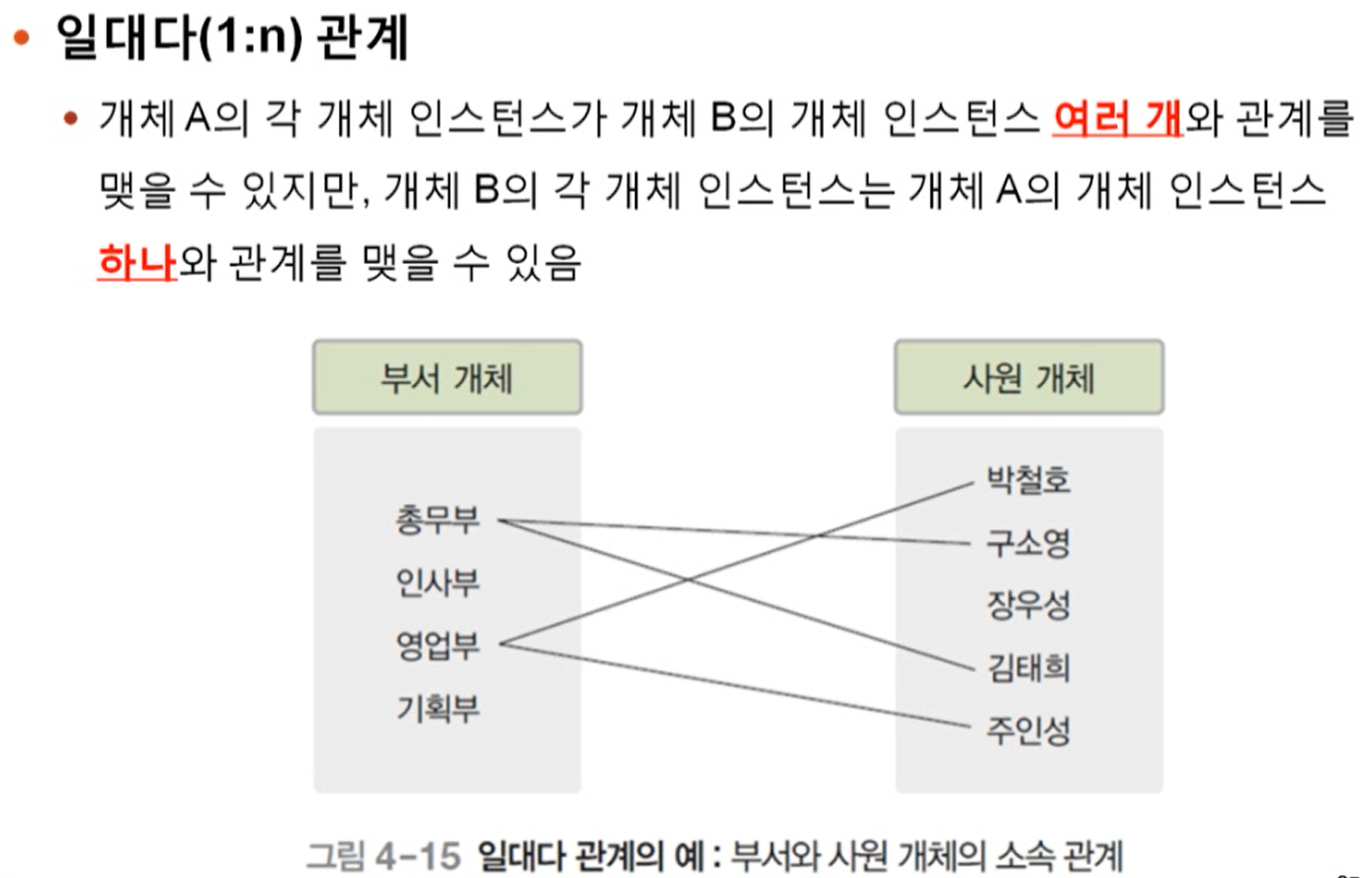 • 일대다(1:n) 관계
• 개체 A의 각 개체 인스턴스가 개체 B의 개체 인스턴스 여러 개와 관계를
맺을 수 있지만, 개체 B의 각 개체 인스턴스는 개체 A의 개체 인스턴스
하나와 관계를 맺을 수 있음
부서 개체
사원 개체
총무부
인사부
영업부
기획부
박철호
구소영
장우성
김태희
주인성
그림 4-15 일대다 관계의 예 : 부서와 사원 개체의 소속 관계